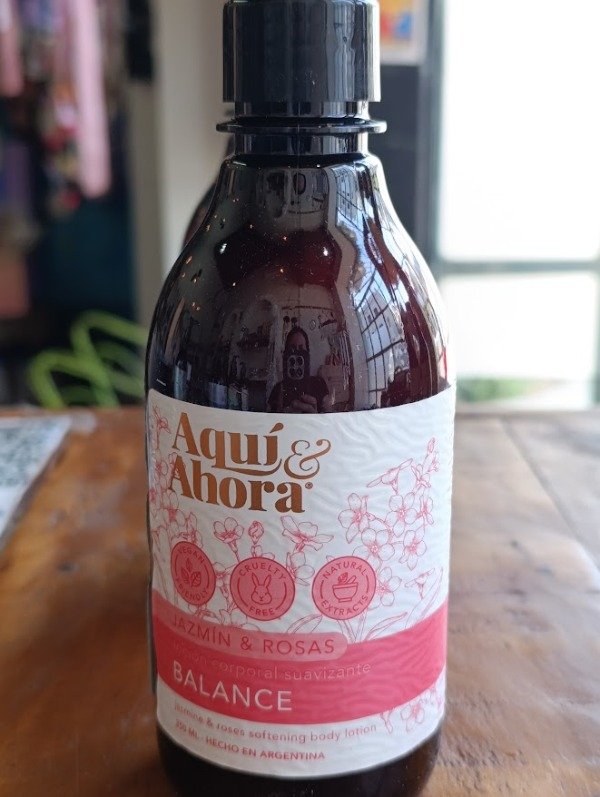 Aquí &
Ahora®
VEGAN
FRIENDLY
CRUELTY
FREE
NATURAL
EXTRACTS
JAZMÍN & ROSAS
loción corporal suavizante
BALANCE
jasmine & roses softening body lotion
HECHO EN ARGENTINA